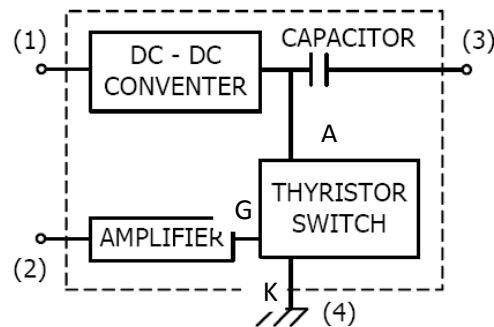 (1)
DC - DC
CONVENTER
CAPACITOR
(3)
A
THYRISTOR
SWITCH
G
AMPLIFIER
(2)
K
(4)